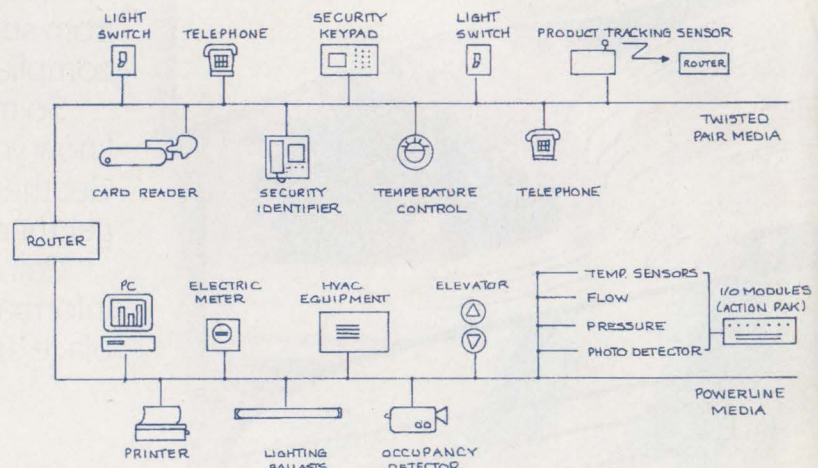 LIGHT
SWITCH
TELEPHONE
SECURITY
KEYPAD
LIGHT
SWITCH
PRODUCT TRACKING SENSOR
ROUTER
TWISTED
PAIR MEDIA
CARD READER
SECURITY
IDENTIFIER
TEMPERATURE
CONTROL
TELEPHONE
ROUTER
PC
ELECTRIC
METER
HVAC
EQUIPMENT
ELEVATOR
TEMP. SENSORS
FLOW
PRESSURE
PHOTO DETECTOR
I/O MODULES
(ACTION PAK)
POWERLINE
MEDIA
PRINTER
LIGHTING
BALLASTS
OCCUPANCY
DETECTOR